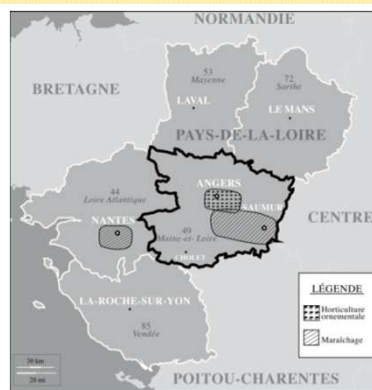 NORMANDIE
BRETAGNE
53
Mayenne
LAVAL
72
Sarthe
LE MANS
PAYS-DE-LA-LOIRE
44
Loire Atlantique
NANTES
ANGERS
SAUMUR
CENTRE
49
Maine-et-Loire
CHOLET
LA-ROCHE-SUR-YON
85
Vendée
LÉGENDE
Horticulture
ornementale
Maraîchage
30 km
20 mi
POITOU-CHARENTES